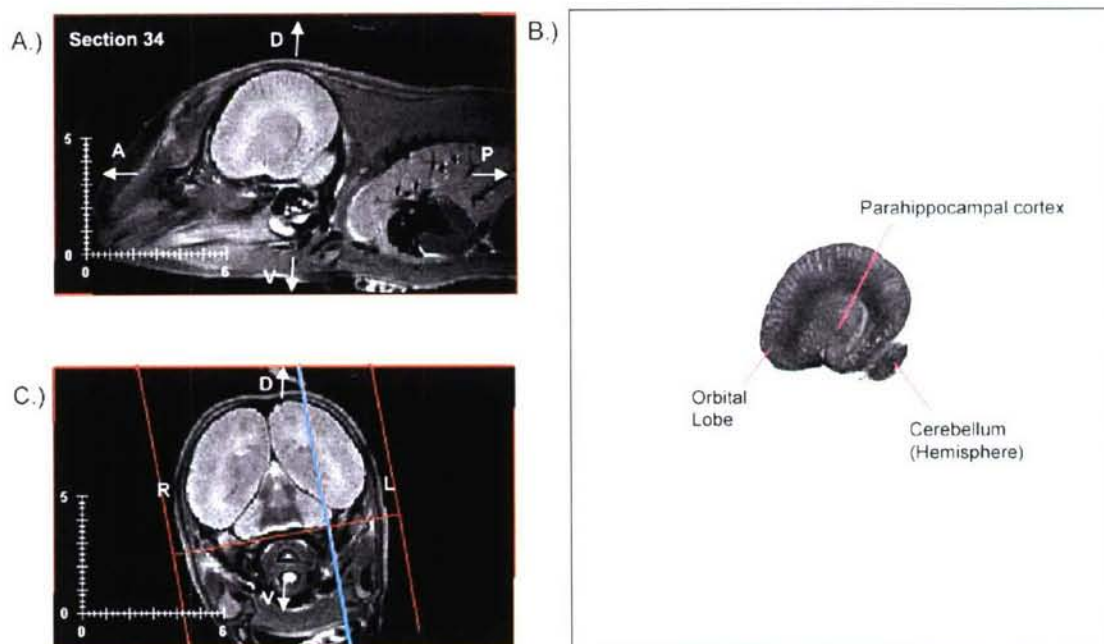 A.)
Section 34
D
5
A
P
0
0
6
V
B.)
Parahippocampal cortex
Orbital
Lobe
Cerebellum
(Hemisphere)
C.)
D
R
L
5
V
0
0
6